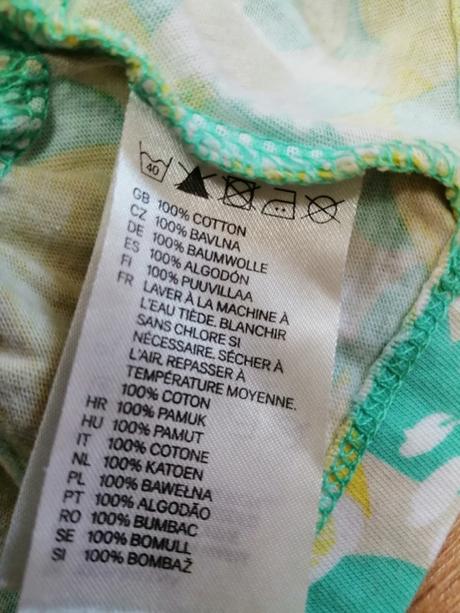 40
GB 100% COTTON
CZ 100% BAVLNA
DE 100% BAUMWOLLE
ES 100% ALGODÓN
FI 100% PUUVILLAA
FR LAVER À LA MACHINE À
L'EAU TIÈDE, BLANCHIR
SANS CHLORE SI
NÉCESSAIRE, SÉCHER À
L'AIR, REPASSER À
TEMPÉRATURE MOYENNE.
100% COTON
HR 100% PAMUK
HU 100% PAMUT
IT 100% COTONE
NL 100% KATOEN
PL 100% BAWEŁNA
PT 100% ALGODÃO
RO 100% BUMBAC
SE 100% BOMULL
SI 100% BOMBAŽ